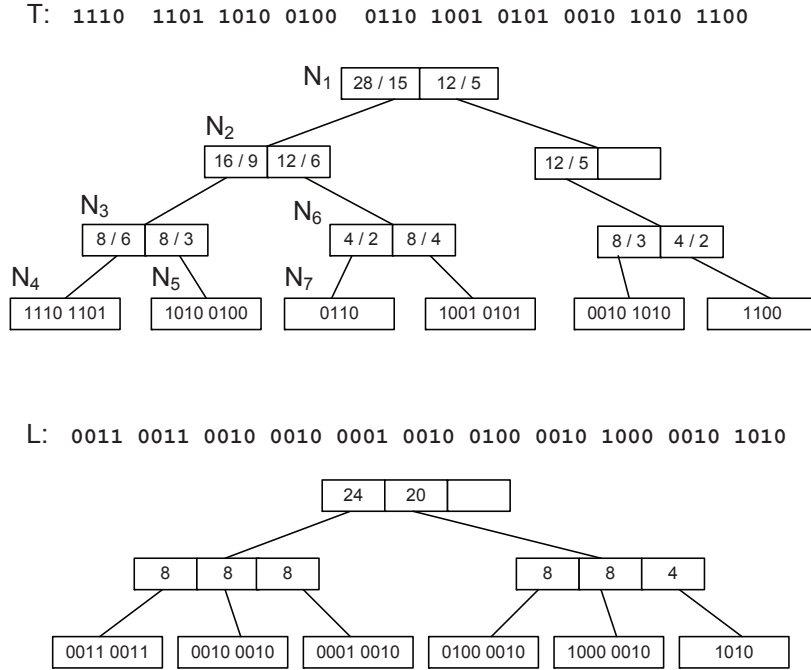 T: 1110 1101 1010 0100 0110 1001 0101 0010 1010 1100
N1 28 / 15 12 / 5
N2
16 / 9 12 / 6 12 / 5
N3 N6
8 / 6 8 / 3 4 / 2 8 / 4 8 / 3 4 / 2
N4 N5 N7
1110 1101 1010 0100 0110 1001 0101 0010 1010 1100
L: 0011 0011 0010 0010 0001 0010 0100 0010 1000 0010 1010
24 20
8 8 8 8 8 4
0011 0011 0010 0010 0001 0010 0100 0010 1000 0010 1010